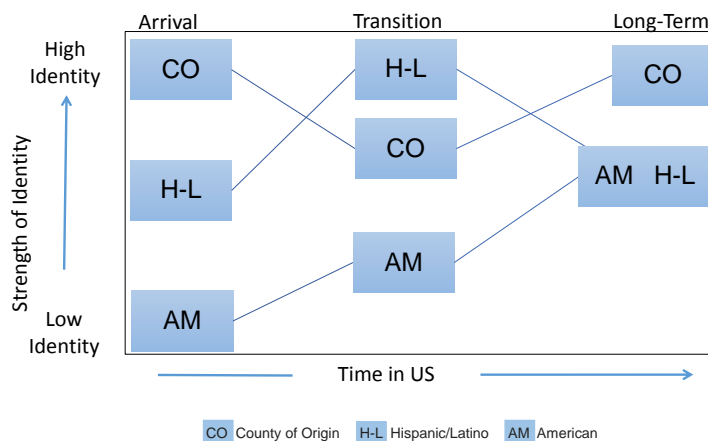 Arrival Transition Long-Term
High
Identity
CO H-L CO
CO
H-L AM H-L
AM
AM
Strength of Identity
Low
Identity
Time in US
CO County of Origin H-L Hispanic/Latino AM American